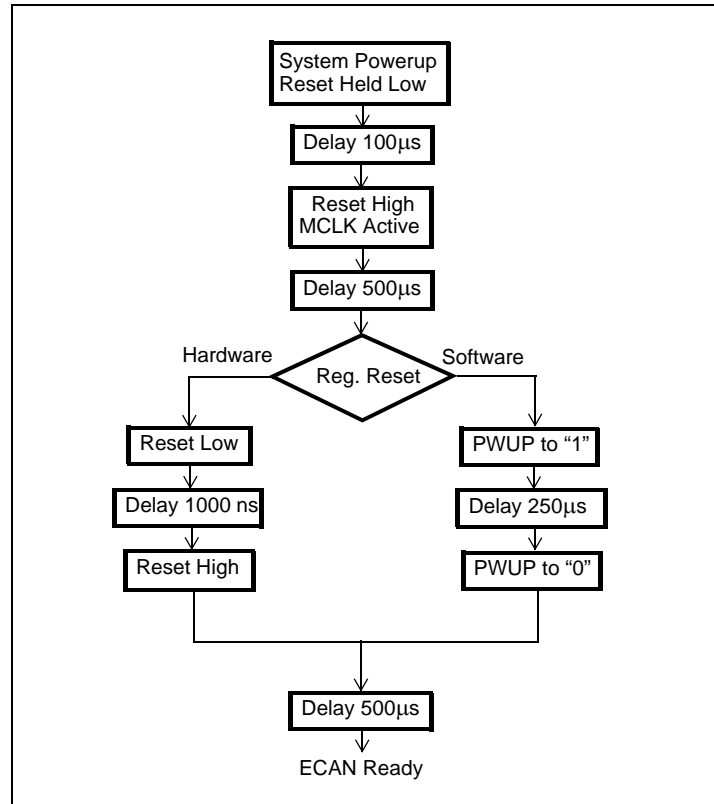 System Powerup
Reset Held Low
Delay 100μs
Reset High
MCLK Active
Delay 500μs
Hardware
Software
Reg. Reset
Reset Low
PWUP to “1”
Delay 1000 ns
Delay 250μs
Reset High
PWUP to “0”
Delay 500μs
ECAN Ready